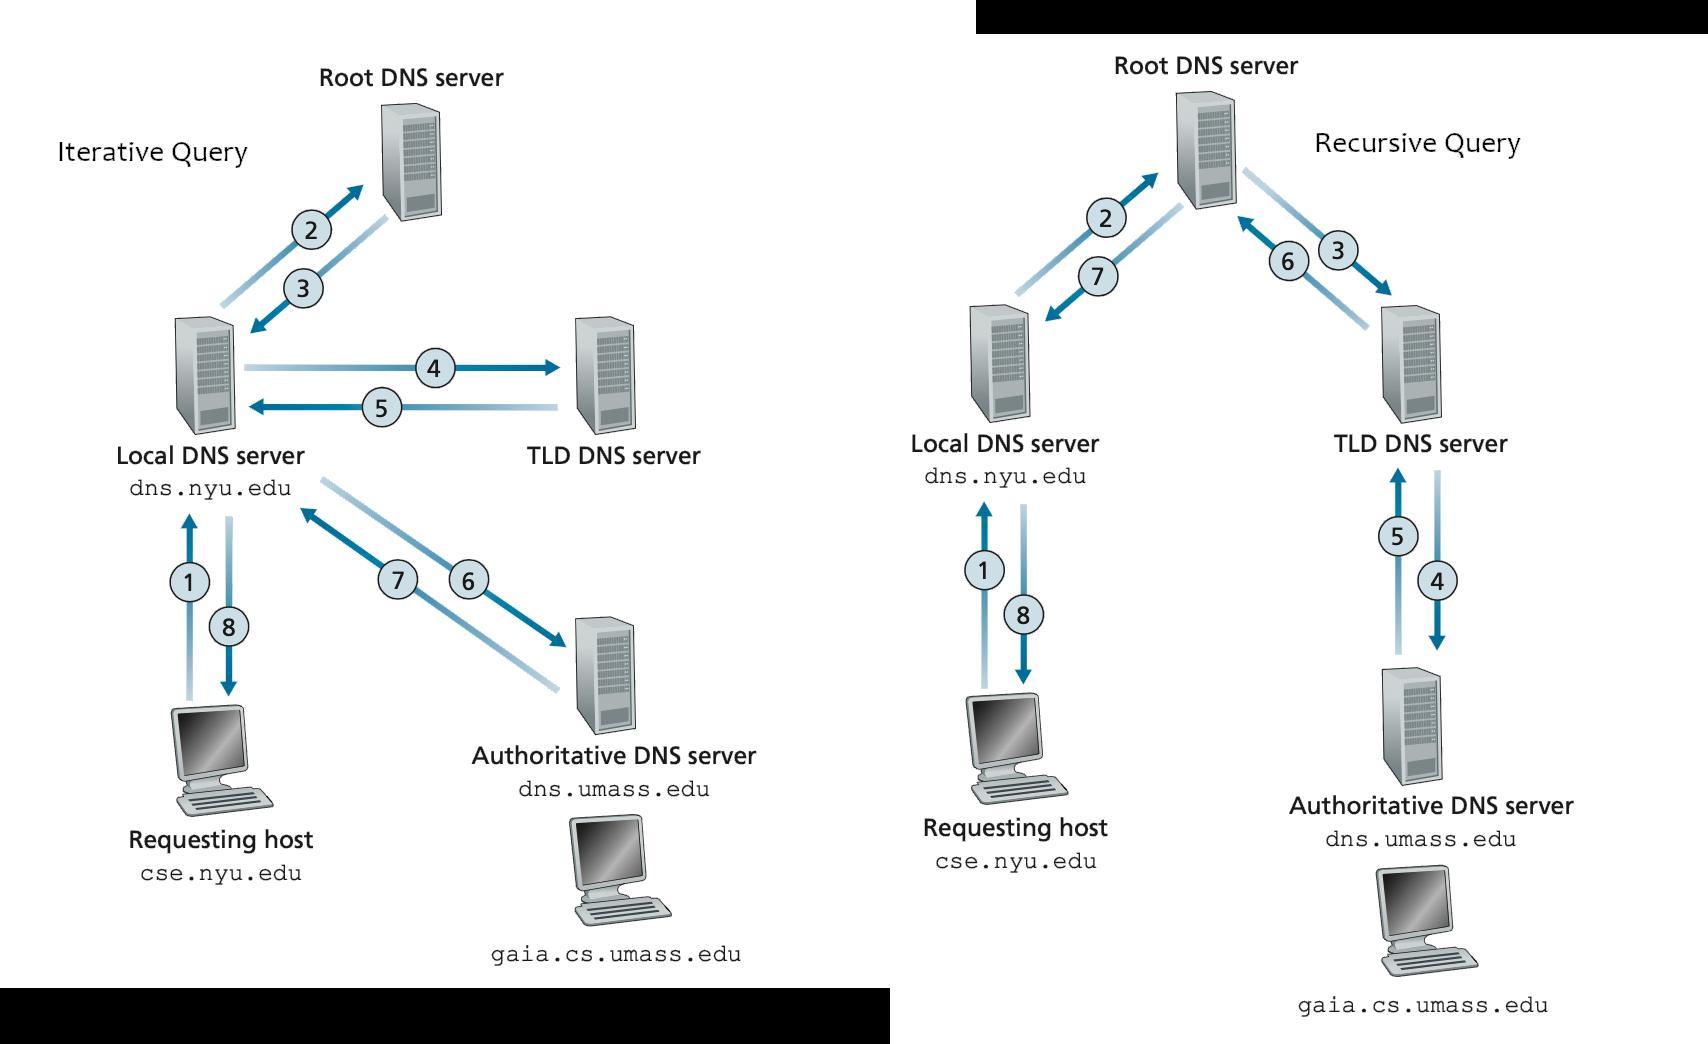 Root DNS server
Iterative Query
2
3
4
5
Local DNS server
dns.nyu.edu
TLD DNS server
1
8
7
6
Authoritative DNS server
dns.umass.edu
Requesting host
cse.nyu.edu
gaia.cs.umass.edu
Root DNS server
Recursive Query
2
7
6
3
Local DNS server
dns.nyu.edu
TLD DNS server
1
8
5
4
Requesting host
cse.nyu.edu
Authoritative DNS server
dns.umass.edu
gaia.cs.umass.edu